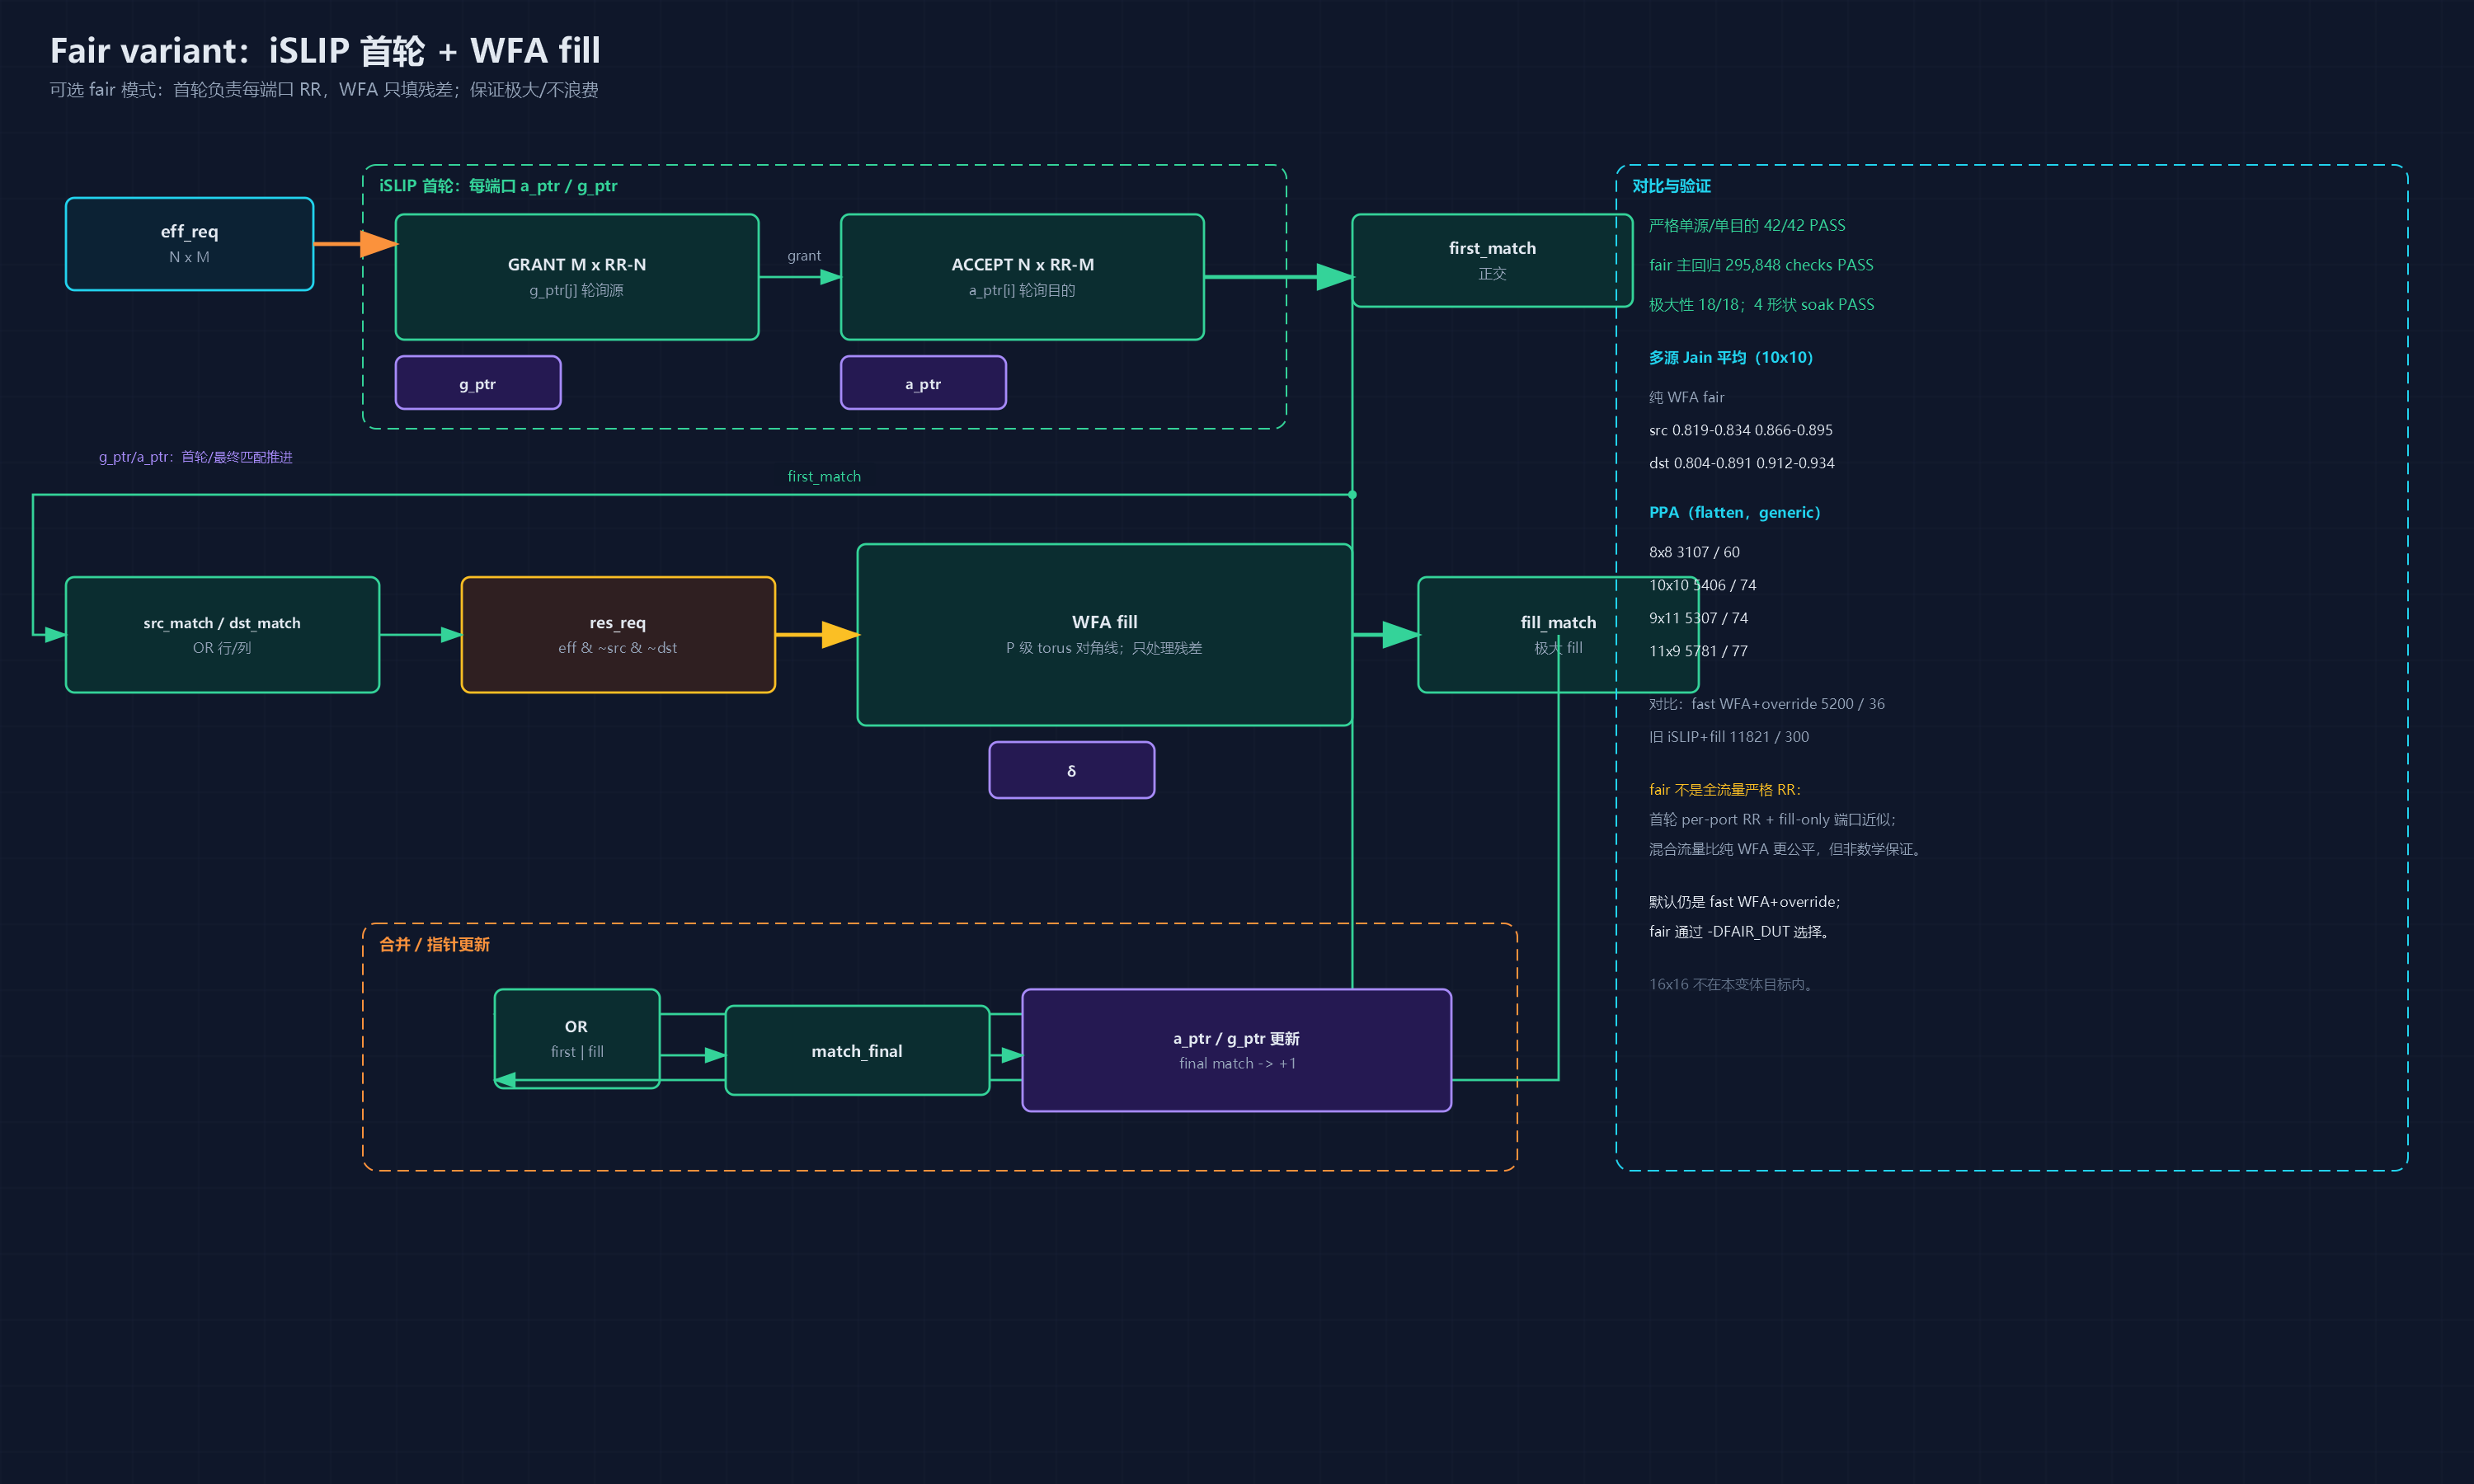 Fair variant：iSLIP 首轮 + WFA fill
可选 fair 模式：首轮负责每端口 RR，WFA 只填残差；保证极大/不浪费
iSLIP 首轮：每端口 a_ptr / g_ptr
eff_req
N x M
GRANT M x RR-N
g_ptr[j] 轮询源
grant
ACCEPT N x RR-M
a_ptr[i] 轮询目的
first_match
正交
g_ptr
a_ptr
g_ptr/a_ptr：首轮/最终匹配推进
first_match
src_match / dst_match
OR 行/列
res_req
eff & ~src & ~dst
WFA fill
P 级 torus 对角线；只处理残差
fill_match
极大 fill
δ
合并 / 指针更新
OR
first | fill
match_final
a_ptr / g_ptr 更新
final match -> +1
对比与验证
严格单源/单目的 42/42 PASS
fair 主回归 295,848 checks PASS
极大性 18/18；4 形状 soak PASS
多源 Jain 平均（10x10）
纯 WFA fair
src 0.819-0.834 0.866-0.895
dst 0.804-0.891 0.912-0.934
PPA（flatten，generic）
8x8 3107 / 60
10x10 5406 / 74
9x11 5307 / 74
11x9 5781 / 77
对比：fast WFA+override 5200 / 36
旧 iSLIP+fill 11821 / 300
fair 不是全流量严格 RR：
首轮 per-port RR + fill-only 端口近似；
混合流量比纯 WFA 更公平，但非数学保证。
默认仍是 fast WFA+override；
fair 通过 -DFAIR_DUT 选择。
16x16 不在本变体目标内。